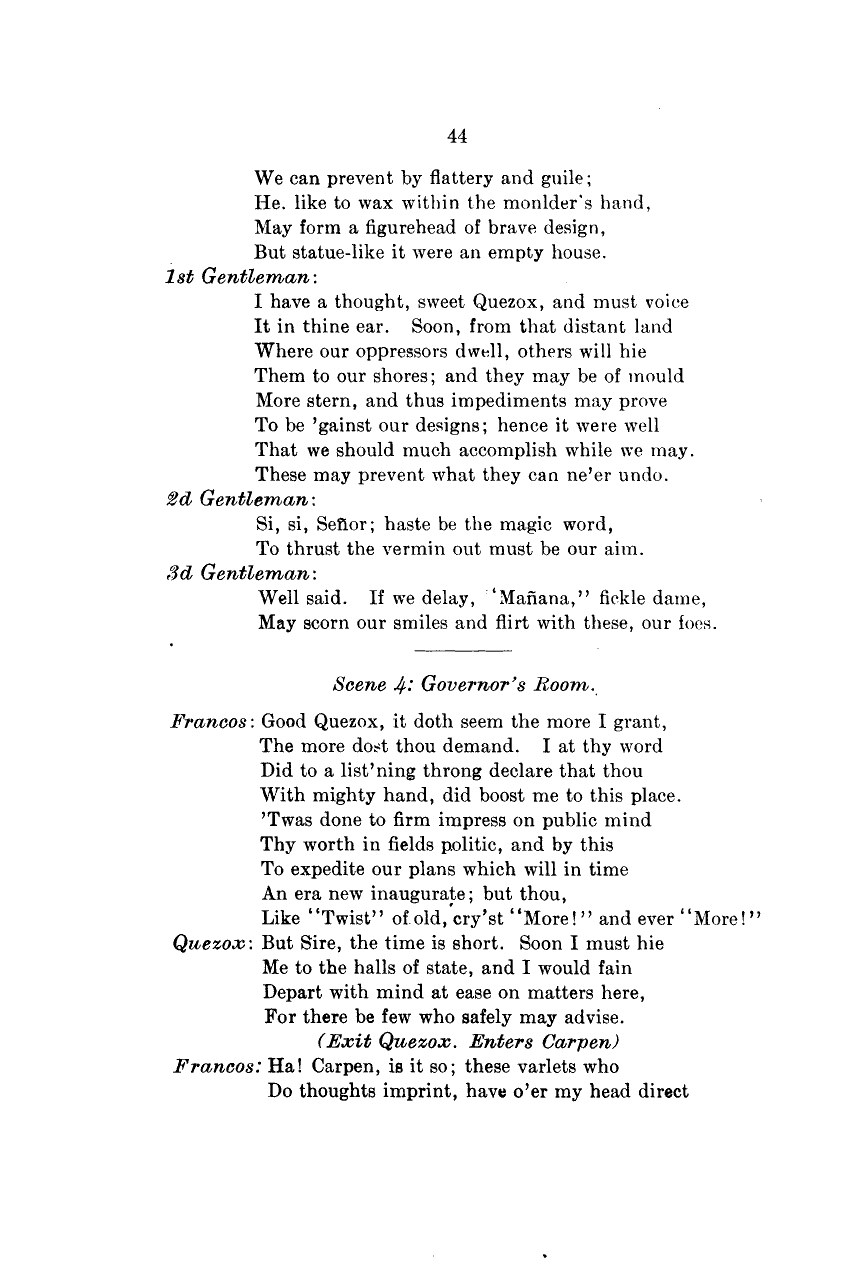 44
We can prevent by flattery and guile;
He. like to wax within the monlder's hand,
May form a figurehead of brave design,
But statue-like it were an empty house.
1st Gentleman:
I have a thought, sweet Quezox, and must voice
It in thine ear. Soon, from that distant land
Where our oppressors dwell, others will hie
Them to our shores; and they may be of mould
More stern, and thus impediments may prove
To be 'gainst our designs; hence it were well
That we should much accomplish while we may.
These may prevent what they can ne'er undo.
2d Gentleman:
Si, si, Señor; haste be the magic word,
To thrust the vermin out must be our aim.
3d Gentleman:
Well said. If we delay, ‘Mañana,’’ fickle dame,
May scorn our smiles and flirt with these, our foes.
Scene 4: Governor's Room.
Francos: Good Quezox, it doth seem the more I grant,
The more dost thou demand. I at thy word
Did to a list'ning throng declare that thou
With mighty hand, did boost me to this place.
'Twas done to firm impress on public mind
Thy worth in fields politic, and by this
To expedite our plans which will in time
An era new inaugurate; but thou,
Like ‘‘Twist’’ of old, cry'st ‘‘More!’’ and ever ‘‘More!’’
Quezox: But Sire, the time is short. Soon I must hie
Me to the halls of state, and I would fain
Depart with mind at ease on matters here,
For there be few who safely may advise.
(Exit Quezox. Enters Carpen)
Francos: Ha! Carpen, is it so; these varlets who
Do thoughts imprint, have o'er my head direct